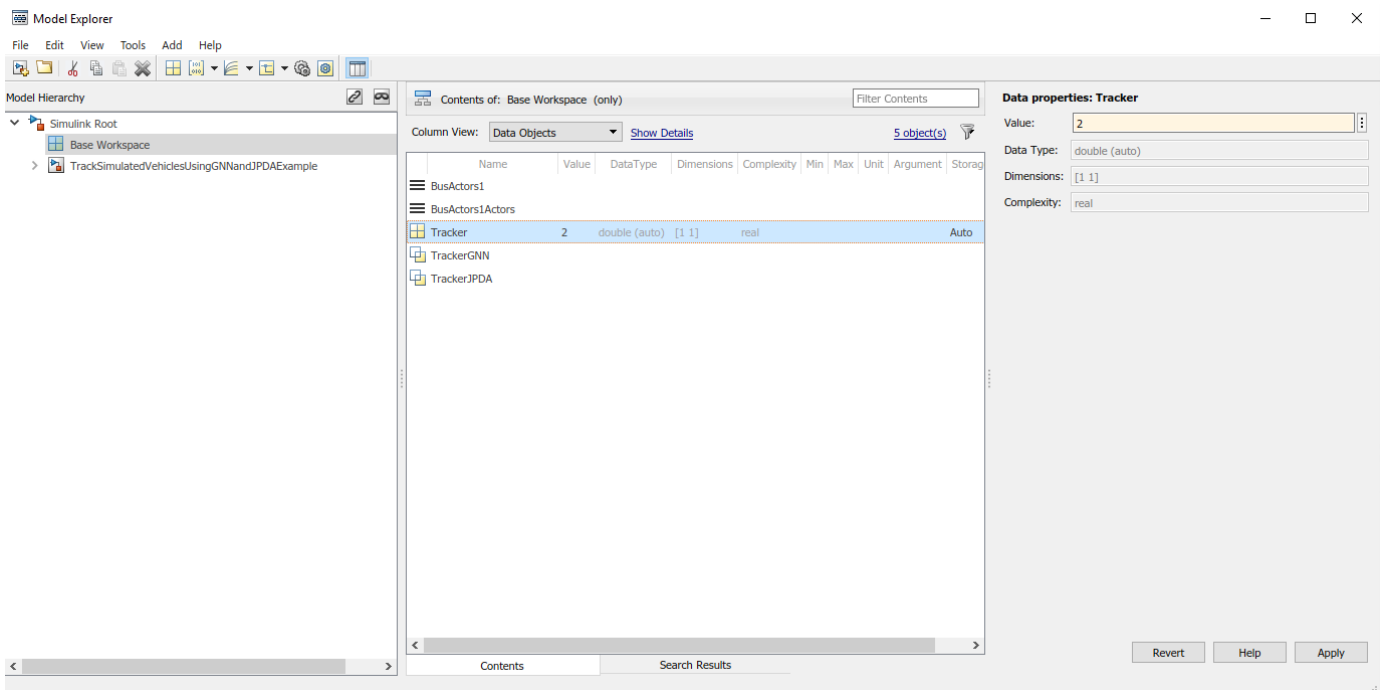 Model Explorer
File Edit View Tools Add Help
Model Hierarchy
Simulink Root
Base Workspace
TrackSimulatedVehiclesUsingGNNandJPDAExample
Contents of: Base Workspace (only)
Filter Contents
Column View: Data Objects Show Details 5 object(s)
Name Value DataType Dimensions Complexity Min Max Unit Argument Storag
BusActors1
BusActors1Actors
Tracker 2 double (auto) [1 1] real Auto
TrackerGNN
TrackerJPDA
Contents Search Results
Data properties: Tracker
Value: 2
Data Type: double (auto)
Dimensions: [1 1]
Complexity: real
Revert Help Apply